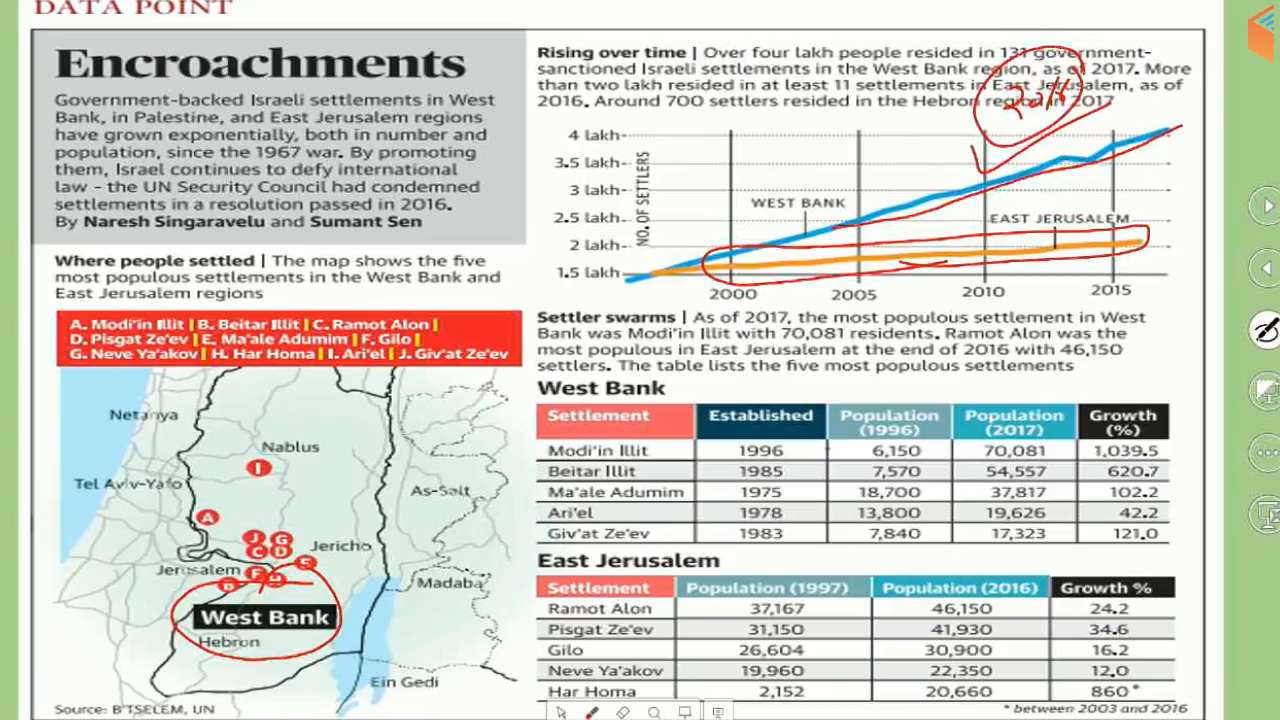 DATA POINT
Encroachments
Government-backed Israeli settlements in West
Bank, in Palestine, and East Jerusalem regions
have grown exponentially, both in number and
population, since the 1967 war. By promoting
them, Israel continues to defy international
law - the UN Security Council had condemned
settlements in a resolution passed in 2016.
By Naresh Singaravelu and Sumant Sen
Where people settled | The map shows the five
most populous settlements in the West Bank and
East Jerusalem regions
A. Modi'in Illit | B. Beitar Illit | C. Ramot Alon |
D. Pisgat Ze'ev | E. Ma'ale Adumim | F. Gilo |
G. Neve Ya'akov | H. Har Homa | I. Ari'el | J. Giv'at Ze'ev
Netanya
Nablus
I
Tel Aviv-Yafo
As-Salt
A
J G
C D
Jericho
E
Jerusalem
F H
B
Madaba
West Bank
Hebron
Ein Gedi
Source: B'TSELEM, UN
Rising over time | Over four lakh people resided in 131 government-
sanctioned Israeli settlements in the West Bank region, as of 2017. More
than two lakh resided in at least 11 settlements in East Jerusalem, as of
2016. Around 700 settlers resided in the Hebron region in 2017
4 lakh
3.5 lakh
3 lakh
2.5 lakh
2 lakh
1.5 lakh
NO. OF SETTLERS
WEST BANK
EAST JERUSALEM
2000 2005 2010 2015
Settler swarms | As of 2017, the most populous settlement in West
Bank was Modi'in Illit with 70,081 residents. Ramot Alon was the
most populous in East Jerusalem at the end of 2016 with 46,150
settlers. The table lists the five most populous settlements
West Bank
Settlement Established Population (1996) Population (2017) Growth (%)
Modi'in Illit 1996 6,150 70,081 1,039.5
Beitar Illit 1985 7,570 54,557 620.7
Ma'ale Adumim 1975 18,700 37,817 102.2
Ari'el 1978 13,800 19,626 42.2
Giv'at Ze'ev 1983 7,840 17,323 121.0
East Jerusalem
Settlement Population (1997) Population (2016) Growth %
Ramot Alon 37,167 46,150 24.2
Pisgat Ze'ev 31,150 41,930 34.6
Gilo 26,604 30,900 16.2
Neve Ya'akov 19,960 22,350 12.0
Har Homa 2,152 20,660 860*
* between 2003 and 2016